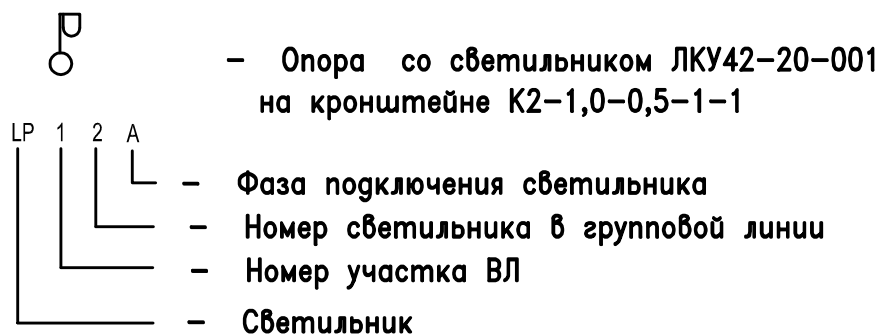 – Опора со светильником ЛКУ42–20–001
на кронштейне К2–1,0–0,5–1–1
LP 1 2 A
– Фаза подключения светильника
– Номер светильника в групповой линии
– Номер участка ВЛ
– Светильник